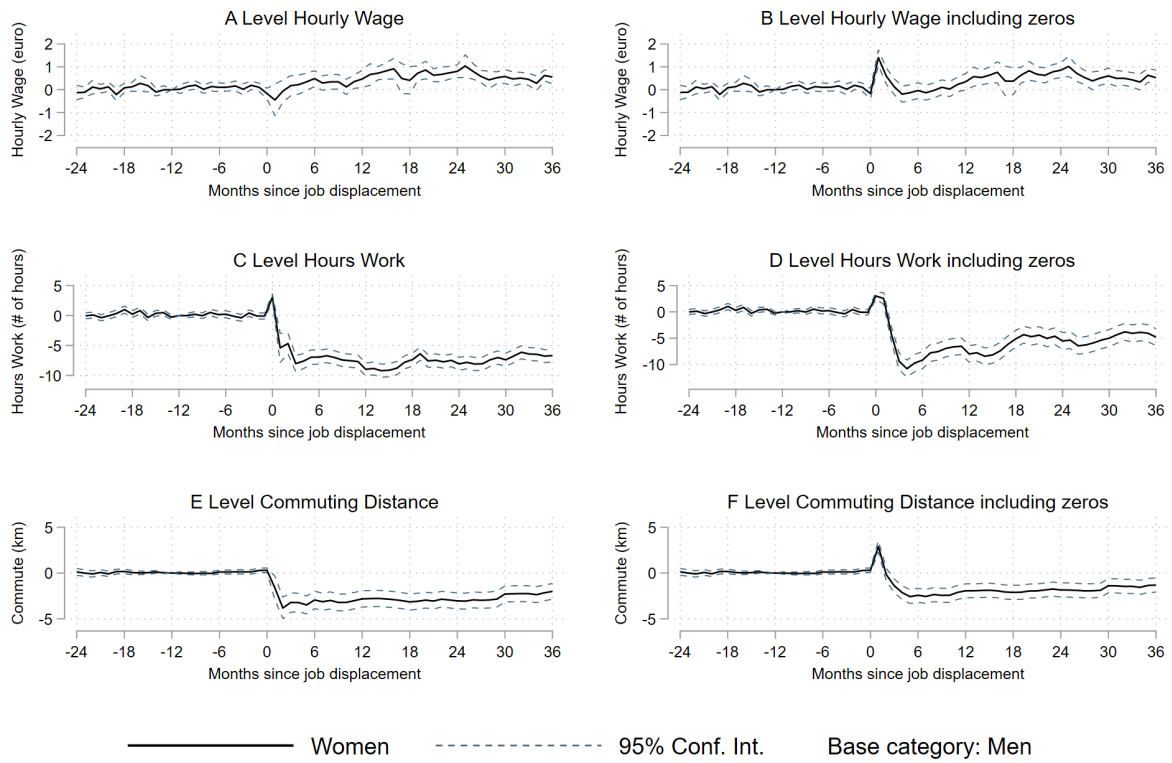 A Level Hourly Wage
Hourly Wage (euro)
2
1
0
-1
-2
-24 -18 -12 -6 0 6 12 18 24 30 36
Months since job displacement
B Level Hourly Wage including zeros
Hourly Wage (euro)
2
1
0
-1
-2
-24 -18 -12 -6 0 6 12 18 24 30 36
Months since job displacement
C Level Hours Work
Hours Work (# of hours)
5
0
-5
-10
-24 -18 -12 -6 0 6 12 18 24 30 36
Months since job displacement
D Level Hours Work including zeros
Hours Work (# of hours)
5
0
-5
-10
-24 -18 -12 -6 0 6 12 18 24 30 36
Months since job displacement
E Level Commuting Distance
Commute (km)
5
0
-5
-24 -18 -12 -6 0 6 12 18 24 30 36
Months since job displacement
F Level Commuting Distance including zeros
Commute (km)
5
0
-5
-24 -18 -12 -6 0 6 12 18 24 30 36
Months since job displacement
Women 95% Conf. Int. Base category: Men